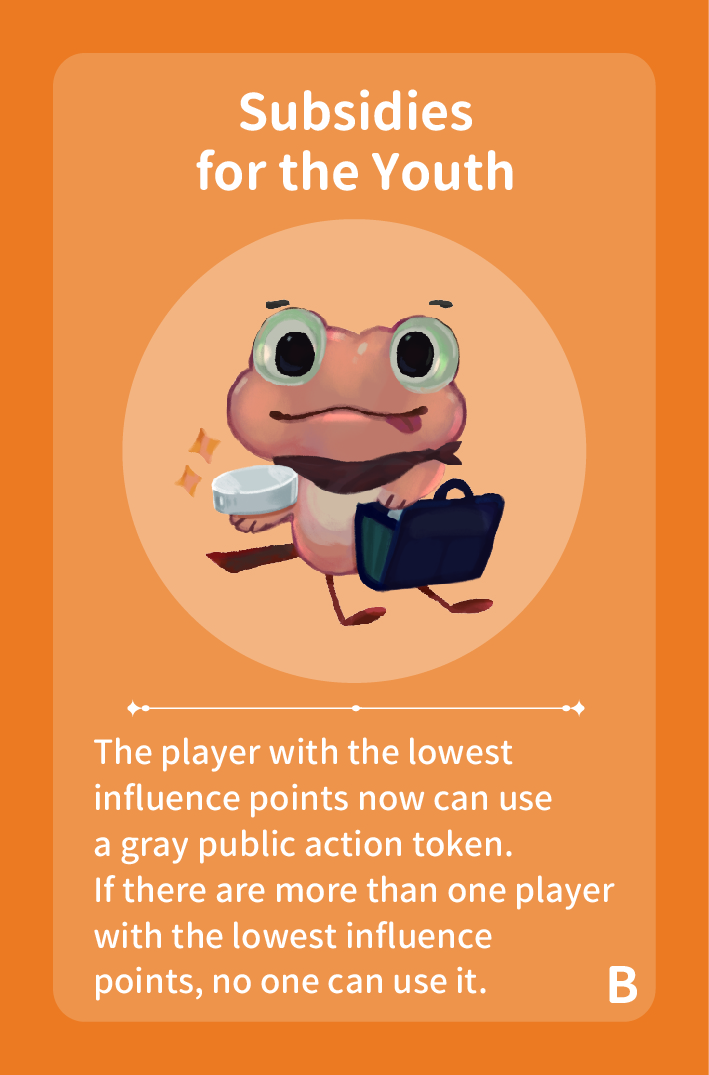 Subsidies
for the Youth
The player with the lowest
influence points now can use
a gray public action token.
If there are more than one player
with the lowest influence
points, no one can use it.
B